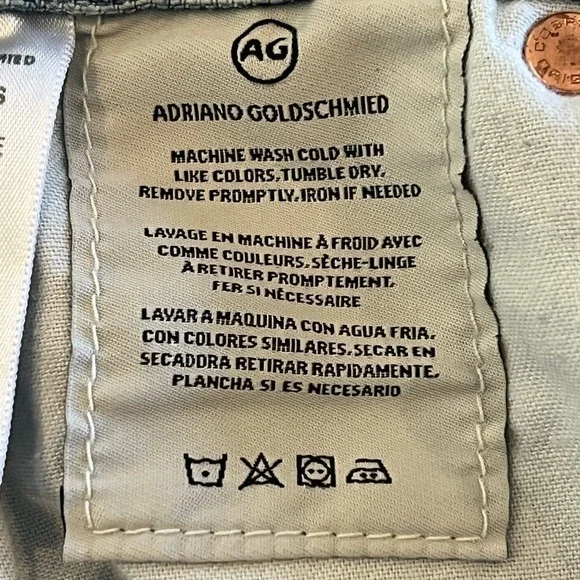 AG
ADRIANO GOLDSCHMIED
MACHINE WASH COLD WITH
LIKE COLORS, TUMBLE DRY.
REMOVE PROMPTLY. IRON IF NEEDED
LAVAGE EN MACHINE À FROID AVEC
COMME COULEURS. SÈCHE-LINGE
À RETIRER PROMPTEMENT.
FER SI NÈCESSAIRE
LAVAR A MAQUINA CON AGUA FRIA.
CON COLORES SIMILARES. SECAR EN
SECADORA RETIRAR RAPIDAMENTE.
PLANCHA SI ES NECESARIO